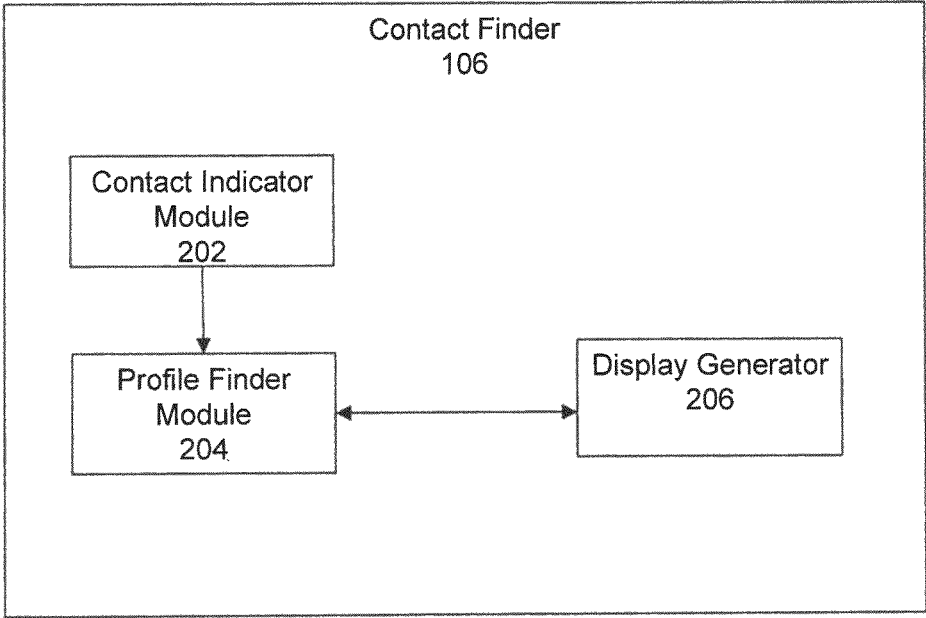 Contact Finder
106
Contact Indicator
Module
202
Profile Finder
Module
204
Display Generator
206